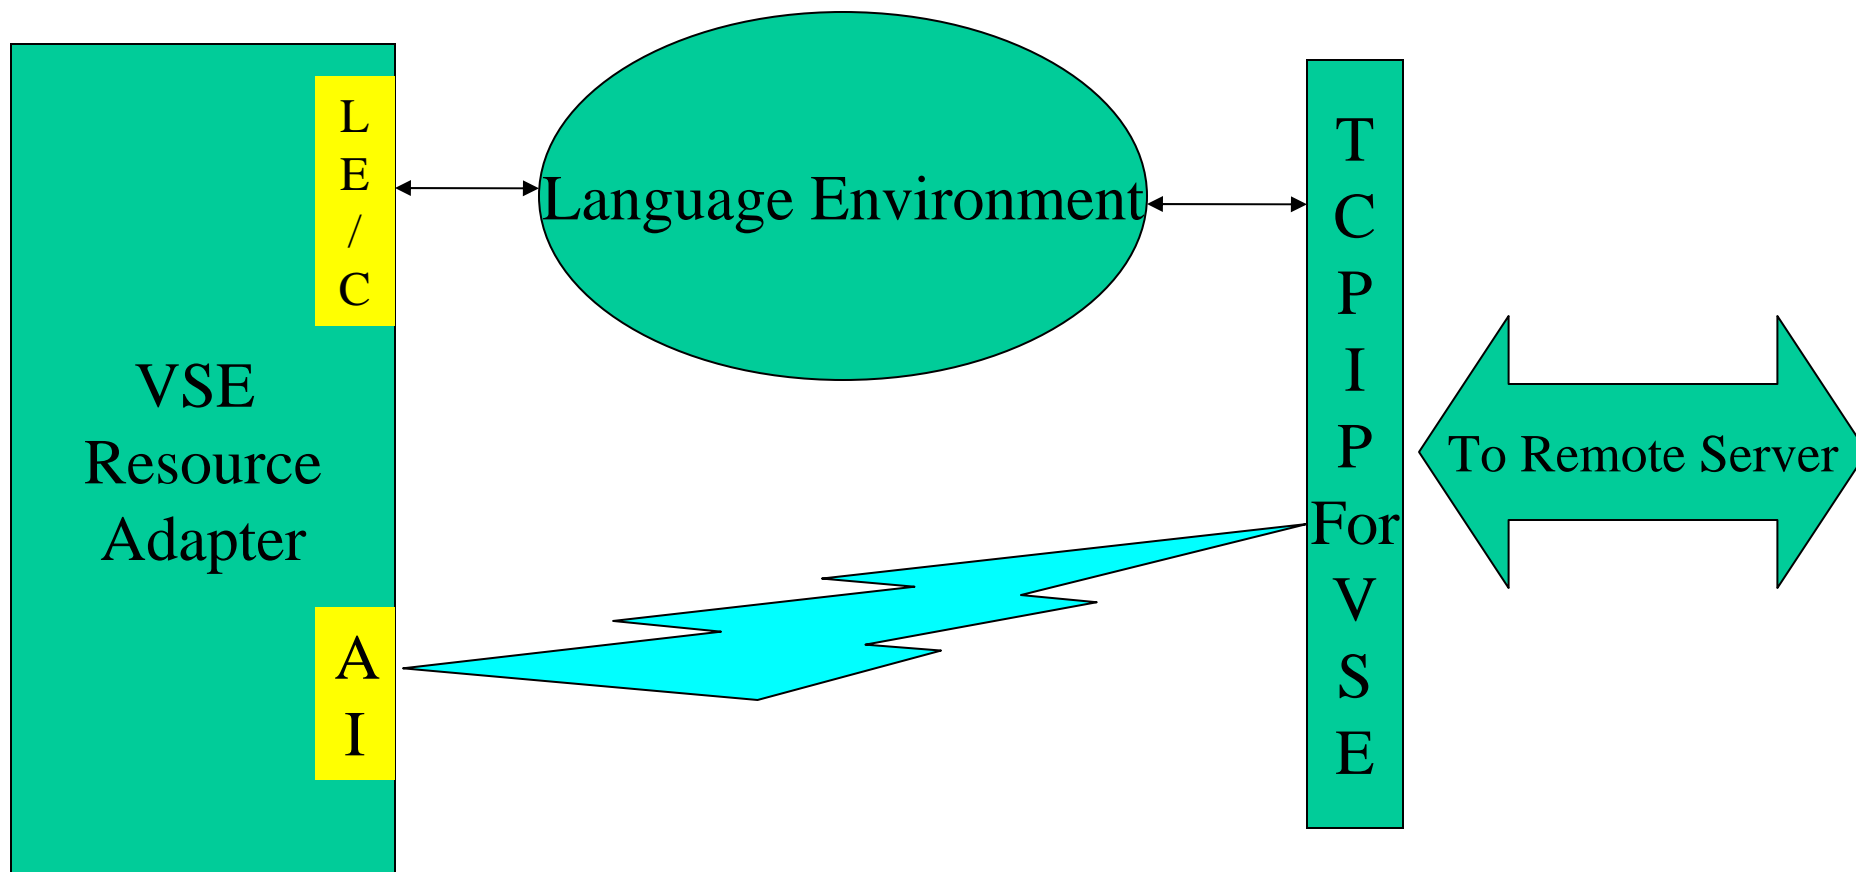 L
E
/
C
VSE
Resource
Adapter
A
I
Language Environment
T
C
P
I
P
For
V
S
E
To Remote Server